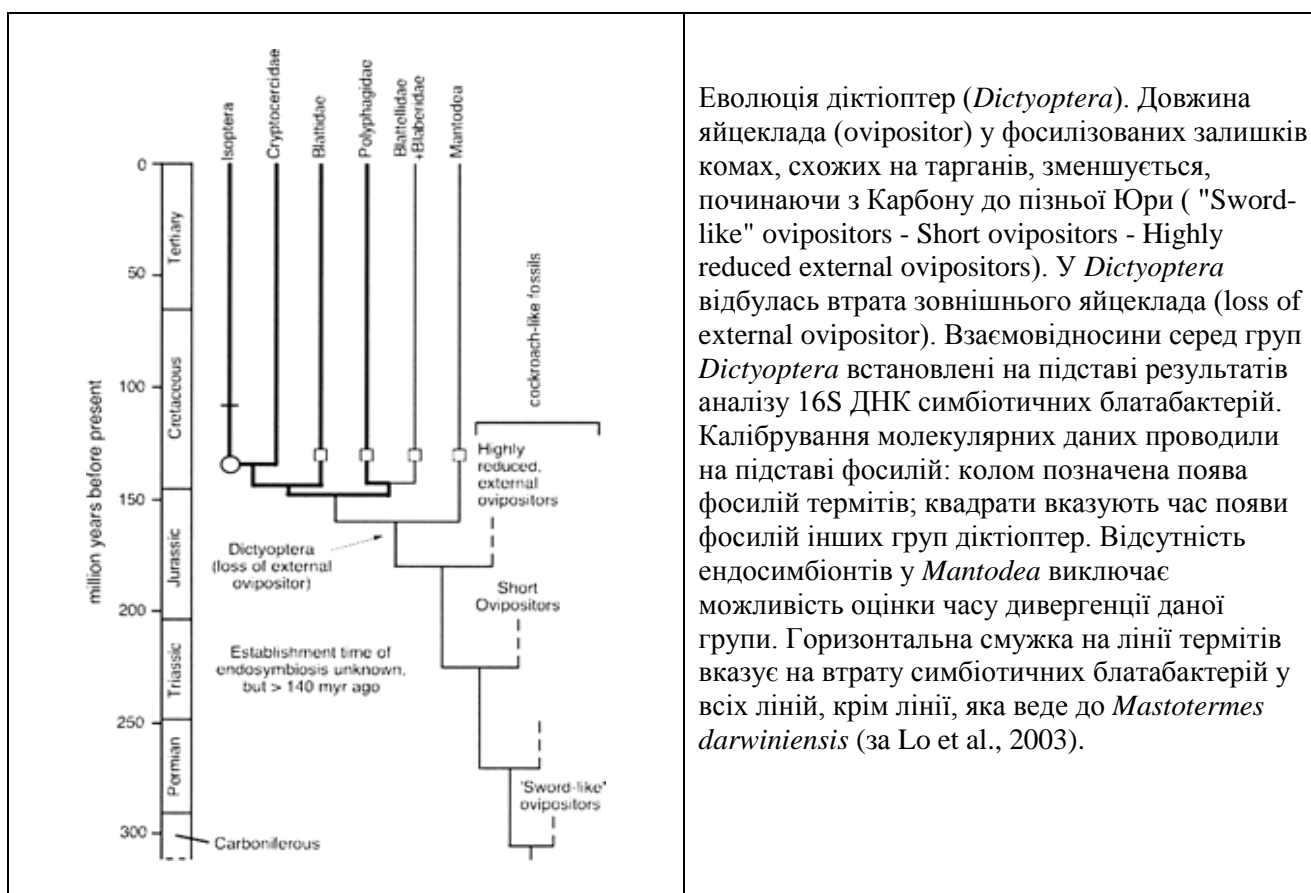 Isoptera
Cryptocercidae
Blattidae
Polyphagidae
Blattellidae
+Blaberidae
Mantodea
million years before present
0
50
100
150
200
250
300
Tertiary
Cretaceous
Jurassic
Triassic
Permian
Carboniferous
cockroach-like fossils
Highly
reduced,
external
ovipositors
Dictyoptera
(loss of external
ovipositor)
Short
Ovipositors
Establishment time of
endosymbiosis unknown,
but > 140 myr ago
'Sword-like'
ovipositors
Еволюція діктіоптер (Dictyoptera). Довжина
яйцеклада (ovipositor) у фосилізованих залишків
комах, схожих на тарганів, зменшується,
починаючи з Карбону до пізньої Юри ( "Sword-
like" ovipositors - Short ovipositors - Highly
reduced external ovipositors). У Dictyoptera
відбулась втрата зовнішнього яйцеклада (loss of
external ovipositor). Взаємовідносини серед груп
Dictyoptera встановлені на підставі результатів
аналізу 16S ДНК симбіотичних блатабактерій.
Калібрування молекулярних даних проводили
на підставі фосилій: колом позначена поява
фосилій термітів; квадрати вказують час появи
фосилій інших груп діктіоптер. Відсутність
ендосимбіонтів у Mantodea виключає
можливість оцінки часу дивергенції даної
групи. Горизонтальна смужка на лінії термітів
вказує на втрату симбіотичних блатабактерій у
всіх ліній, крім лінії, яка веде до Mastotermes
darwiniensis (за Lo et al., 2003).